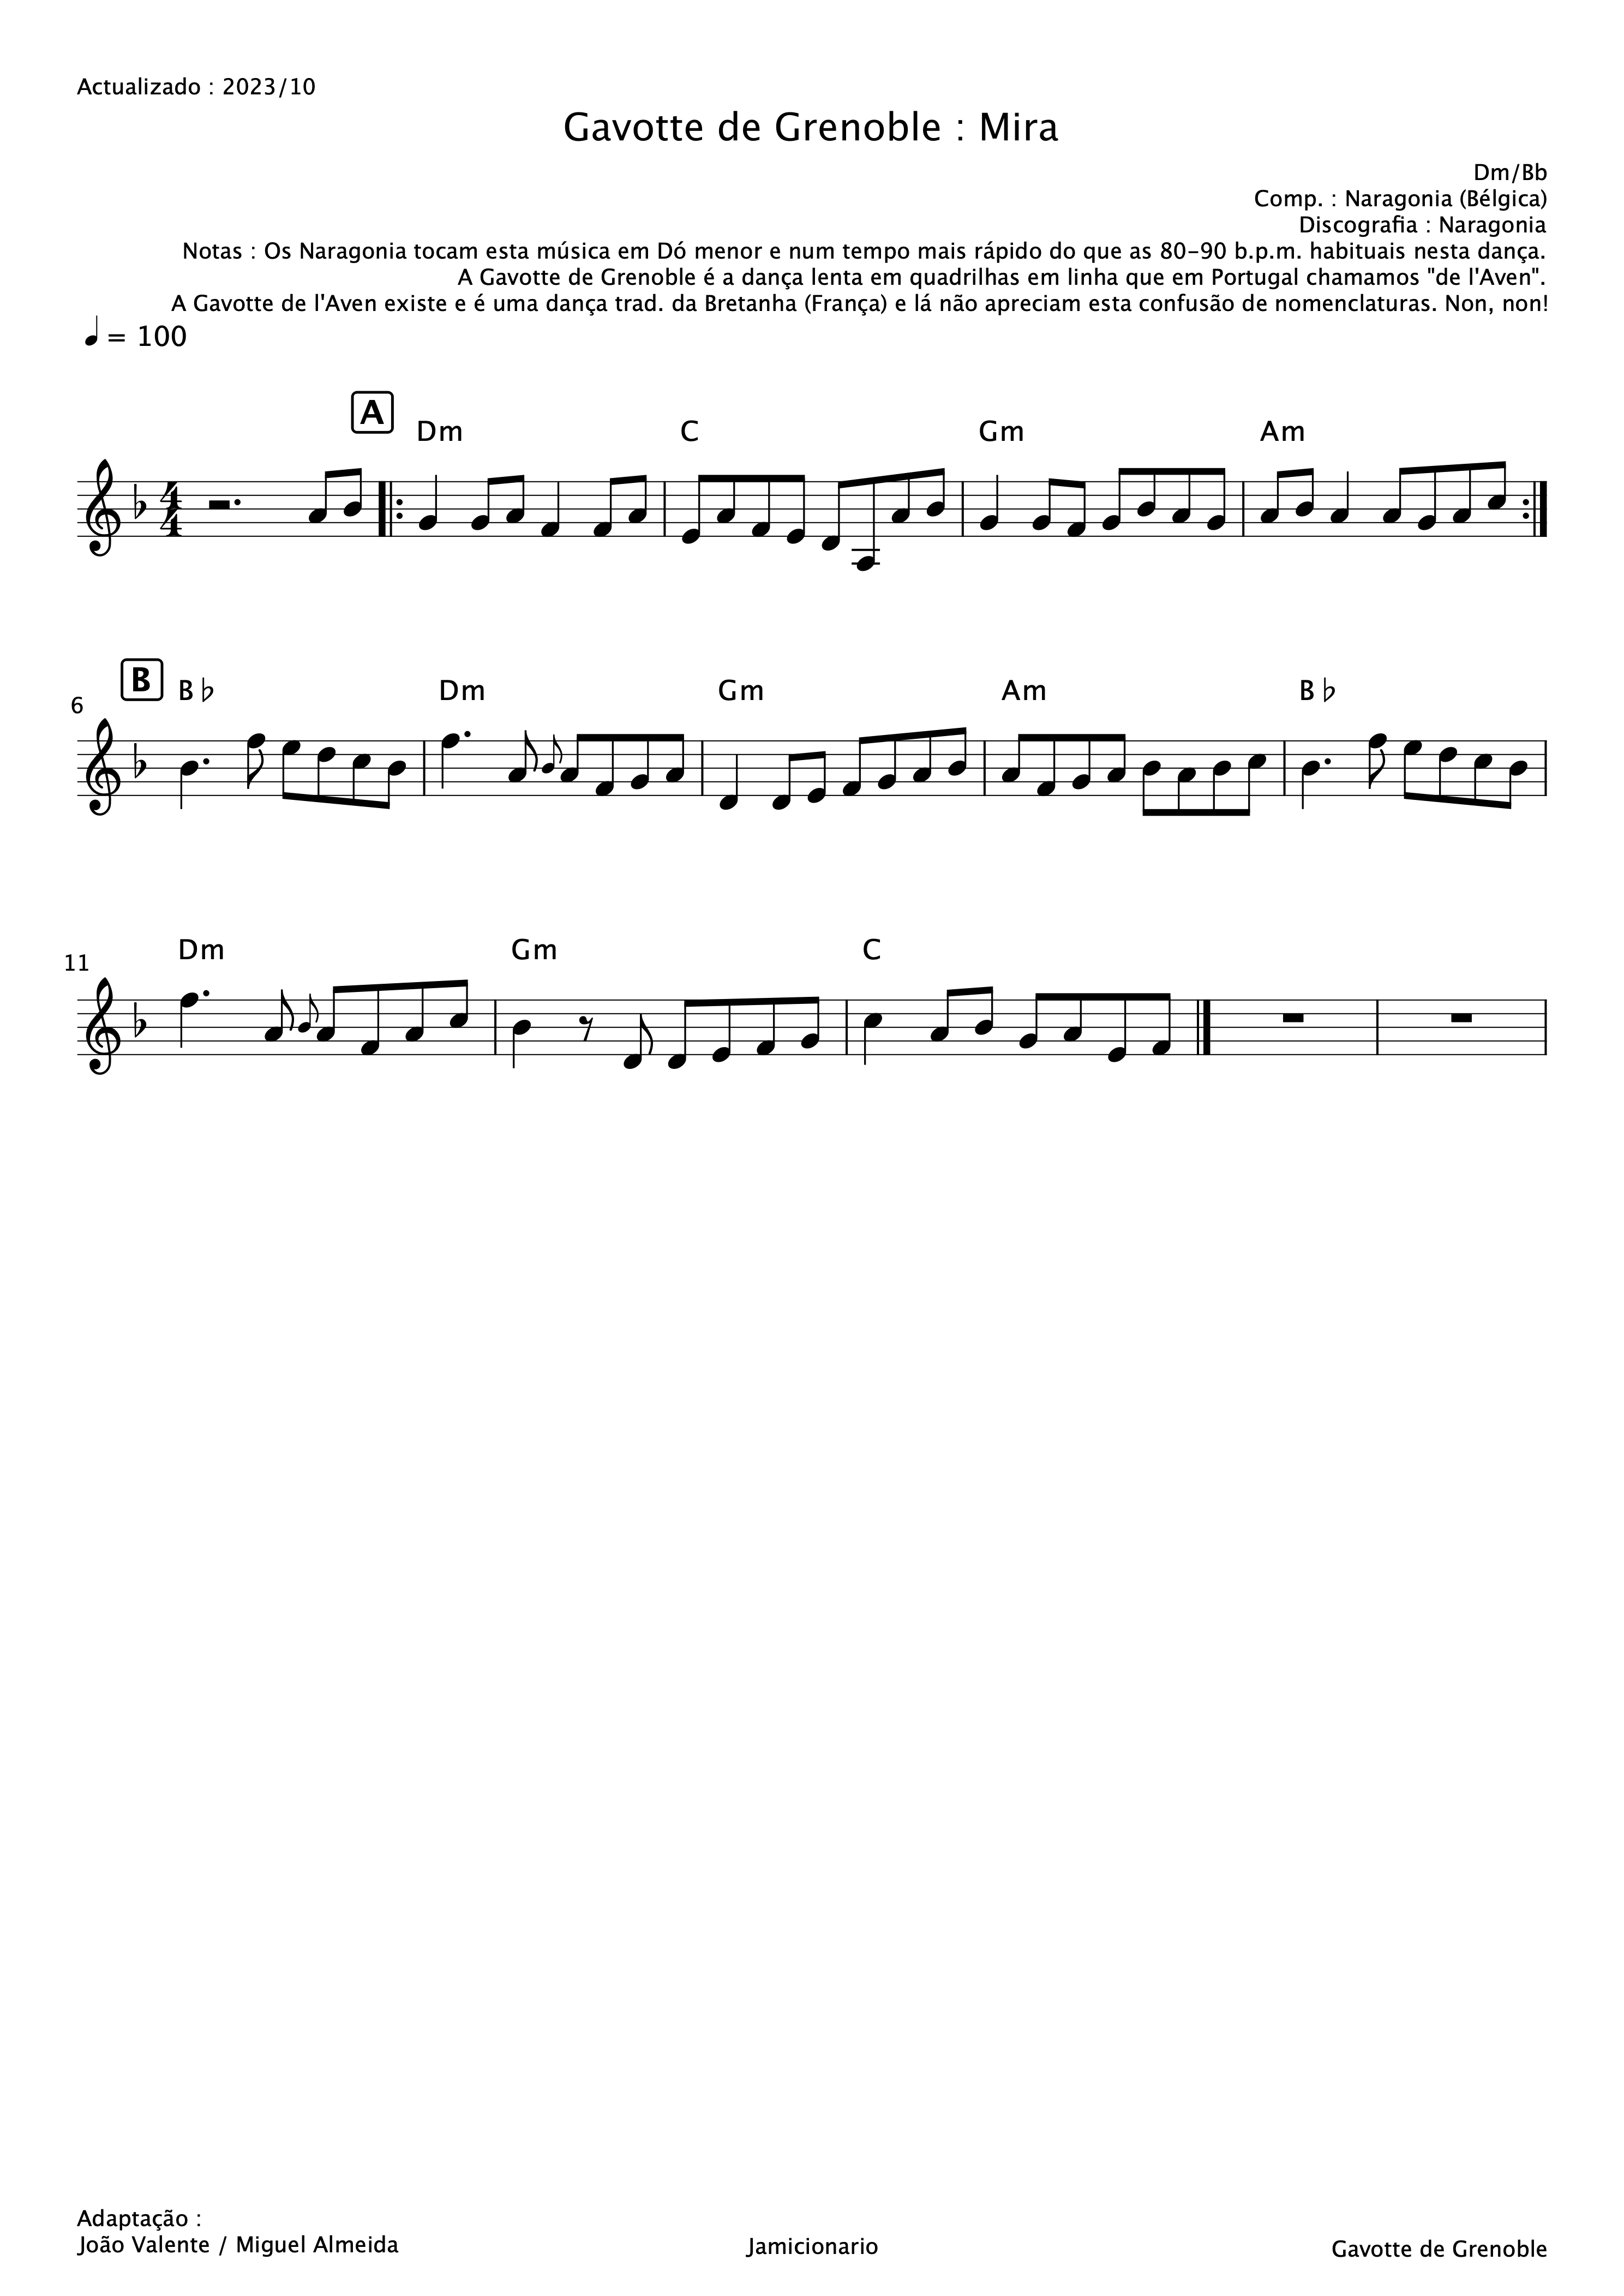 Actualizado : 2023/10
Gavotte de Grenoble : Mira
Dm/Bb
Comp. : Naragonia (Bélgica)
Discografia : Naragonia
Notas : Os Naragonia tocam esta música em Dó menor e num tempo mais rápido do que as 80-90 b.p.m. habituais nesta dança.
A Gavotte de Grenoble é a dança lenta em quadrilhas em linha que em Portugal chamamos "de l'Aven".
A Gavotte de l'Aven existe e é uma dança trad. da Bretanha (França) e lá não apreciam esta confusão de nomenclaturas. Non, non!
♩ = 100
A
Dm C Gm Am
4
4
B
6
B♭ Dm Gm Am B♭
11
Dm Gm C
Adaptação :
João Valente / Miguel Almeida
Jamicionario
Gavotte de Grenoble